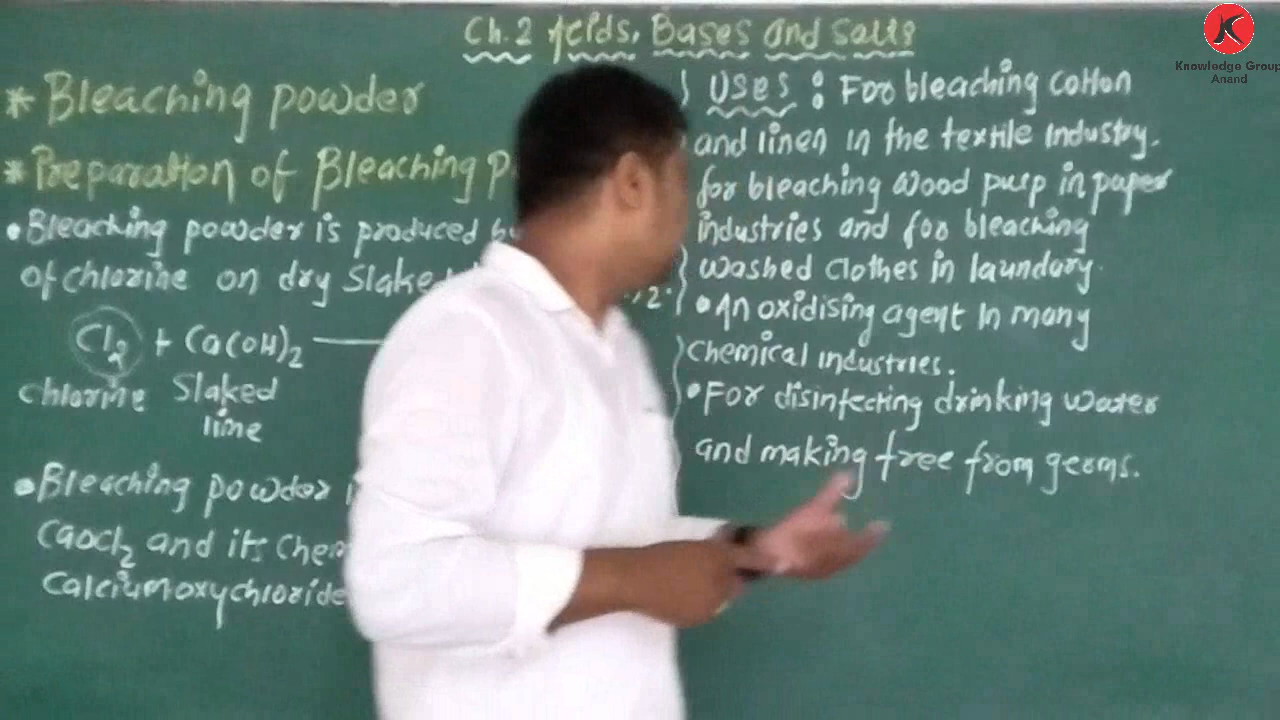 Ch.2 Acids, Bases and Salts
* Bleaching powder
* Preparation of Bleaching P
• Bleaching powder is produced by
of chlorine on dry slake
Cl2 + Ca(OH)2
chlorine slaked
lime
• Bleaching powder
CaOCl2 and its Chem
Calciumoxychloride
Uses : For bleaching cotton
and linen in the textile industry.
for bleaching wood purp in paper
industries and for bleaching
washed clothes in laundary.
• An oxidising agent in many
chemical industries.
• For disinfecting drinking water
and making free from germs.
K
Knowledge Group
Anand